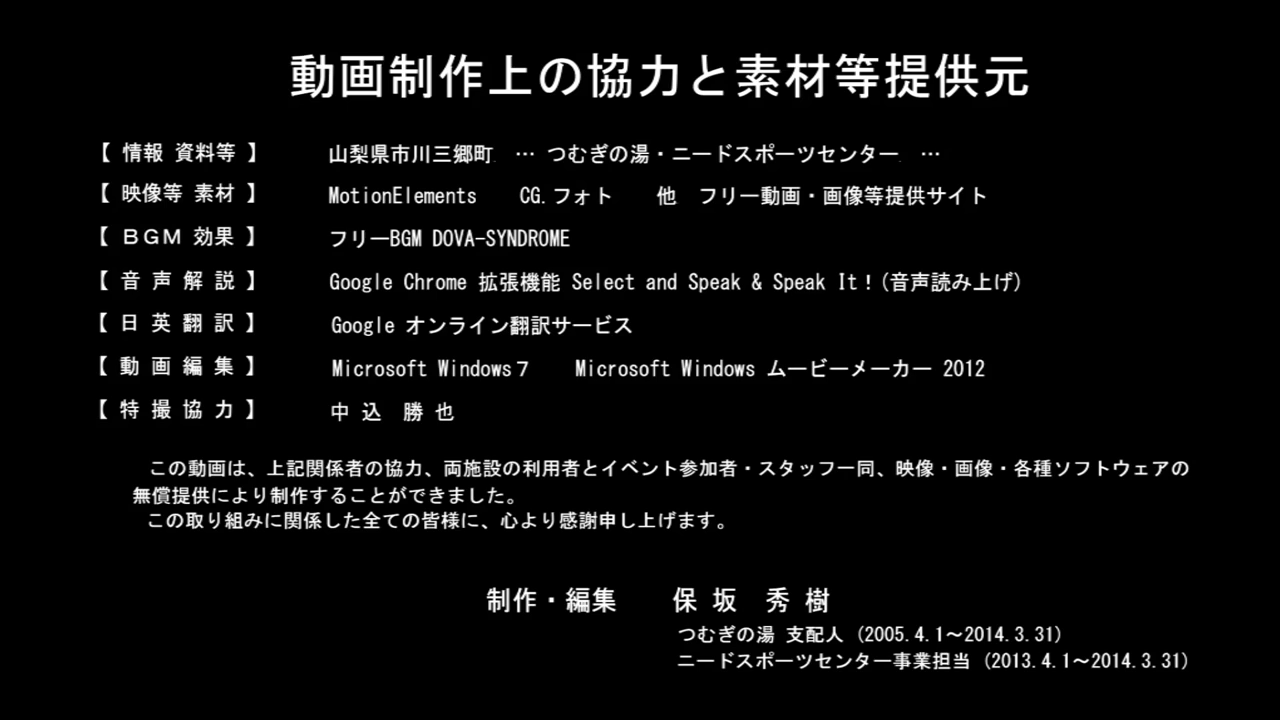 動画制作上の協力と素材等提供元
【 情報 資料等 】 山梨県市川三郷町 … つむぎの湯・ニードスポーツセンター …
【 映像等 素材 】 MotionElements CG.フォト 他 フリー動画・画像等提供サイト
【 ＢＧＭ 効果 】 フリーBGM DOVA-SYNDROME
【 音 声 解 説 】 Google Chrome 拡張機能 Select and Speak & Speak It！(音声読み上げ)
【 日 英 翻 訳 】 Google オンライン翻訳サービス
【 動 画 編 集 】 Microsoft Windows７ Microsoft Windows ムービーメーカー 2012
【 特 撮 協 力 】 中 込 勝 也
この動画は、上記関係者の協力、両施設の利用者とイベント参加者・スタッフ一同、映像・画像・各種ソフトウェアの
無償提供により制作することができました。
この取り組みに関係した全ての皆様に、心より感謝申し上げます。
制作・編集 保 坂 秀 樹
つむぎの湯 支配人 (2005.4.1～2014.3.31)
ニードスポーツセンター事業担当 (2013.4.1～2014.3.31)